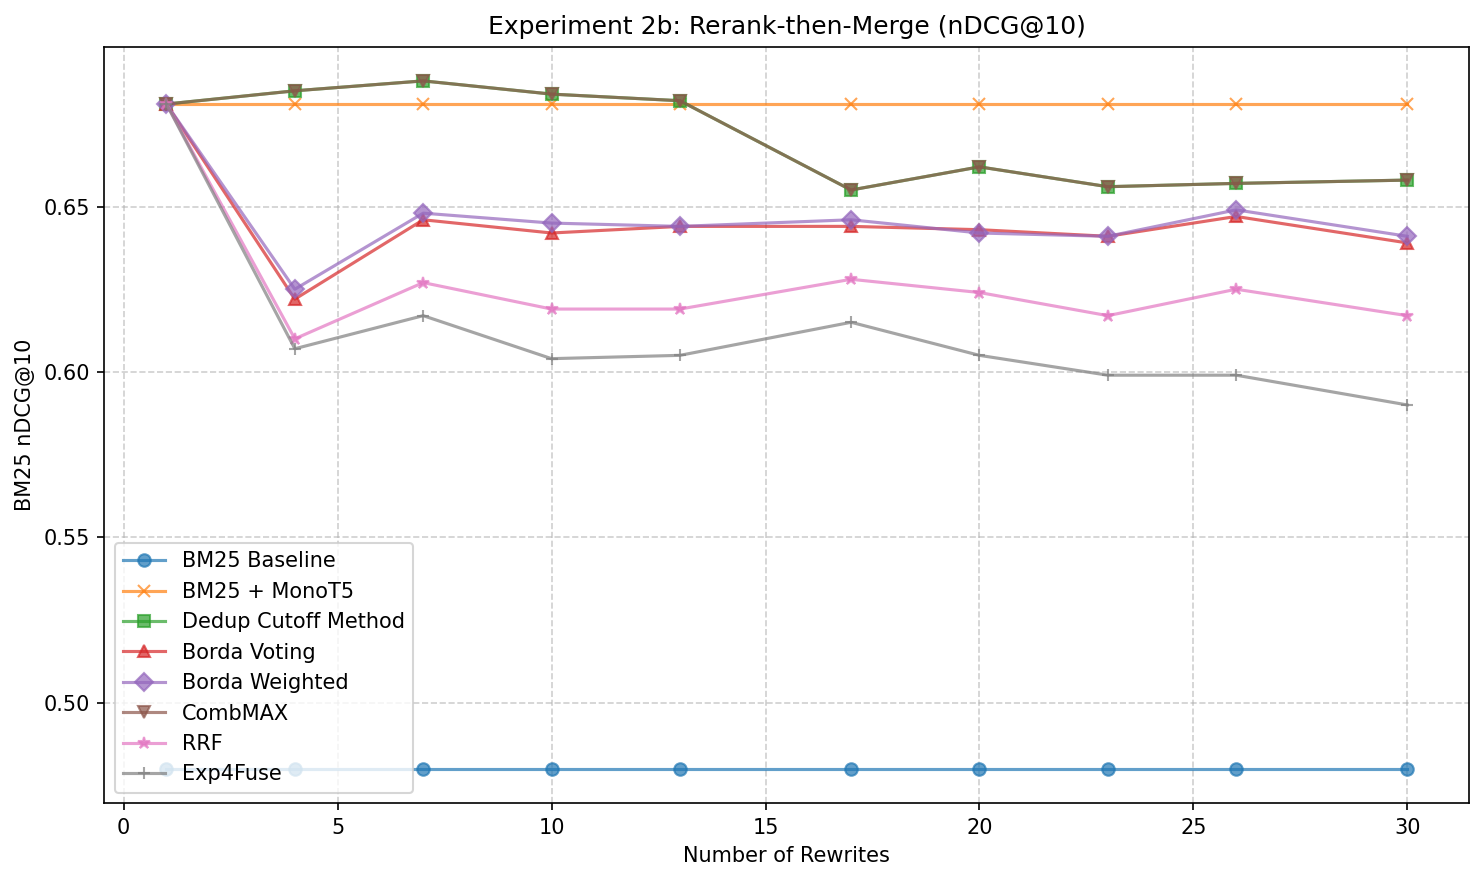 Experiment 2b: Rerank-then-Merge (nDCG@10)
BM25 nDCG@10
0.65
0.60
0.55
0.50
BM25 Baseline
BM25 + MonoT5
Dedup Cutoff Method
Borda Voting
Borda Weighted
CombMAX
RRF
Exp4Fuse
0 5 10 15 20 25 30
Number of Rewrites